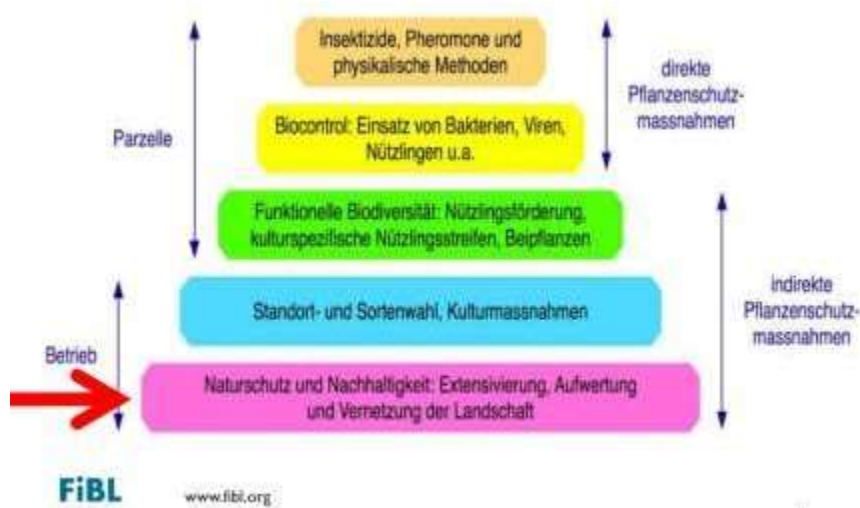 Insektizide, Pheromone und
physikalische Methoden
direkte
Pflanzenschutz-
massnahmen
Parzelle
Biocontrol: Einsatz von Bakterien, Viren,
Nützlingen u.a.
Funktionelle Biodiversität: Nützlingsförderung,
kulturspezifische Nützlingsstreifen, Beipflanzen
Standort- und Sortenwahl, Kulturmassnahmen
indirekte
Pflanzenschutz-
massnahmen
Betrieb
Naturschutz und Nachhaltigkeit: Extensivierung, Aufwertung
und Vernetzung der Landschaft
FiBL
www.fibl.org